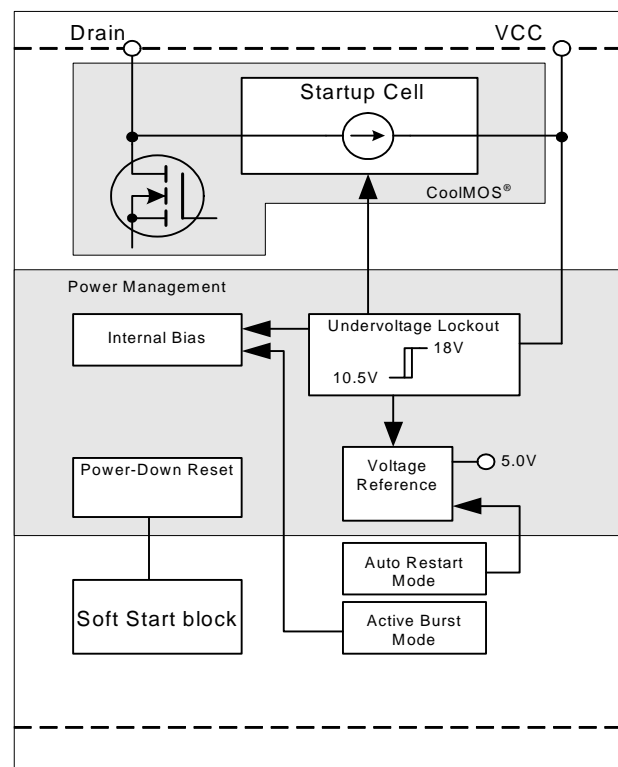 Drain
VCC
Startup Cell
CoolMOS®
Power Management
Internal Bias
Undervoltage Lockout
18V
10.5V
Power-Down Reset
Voltage
Reference
5.0V
Auto Restart
Mode
Soft Start block
Active Burst
Mode